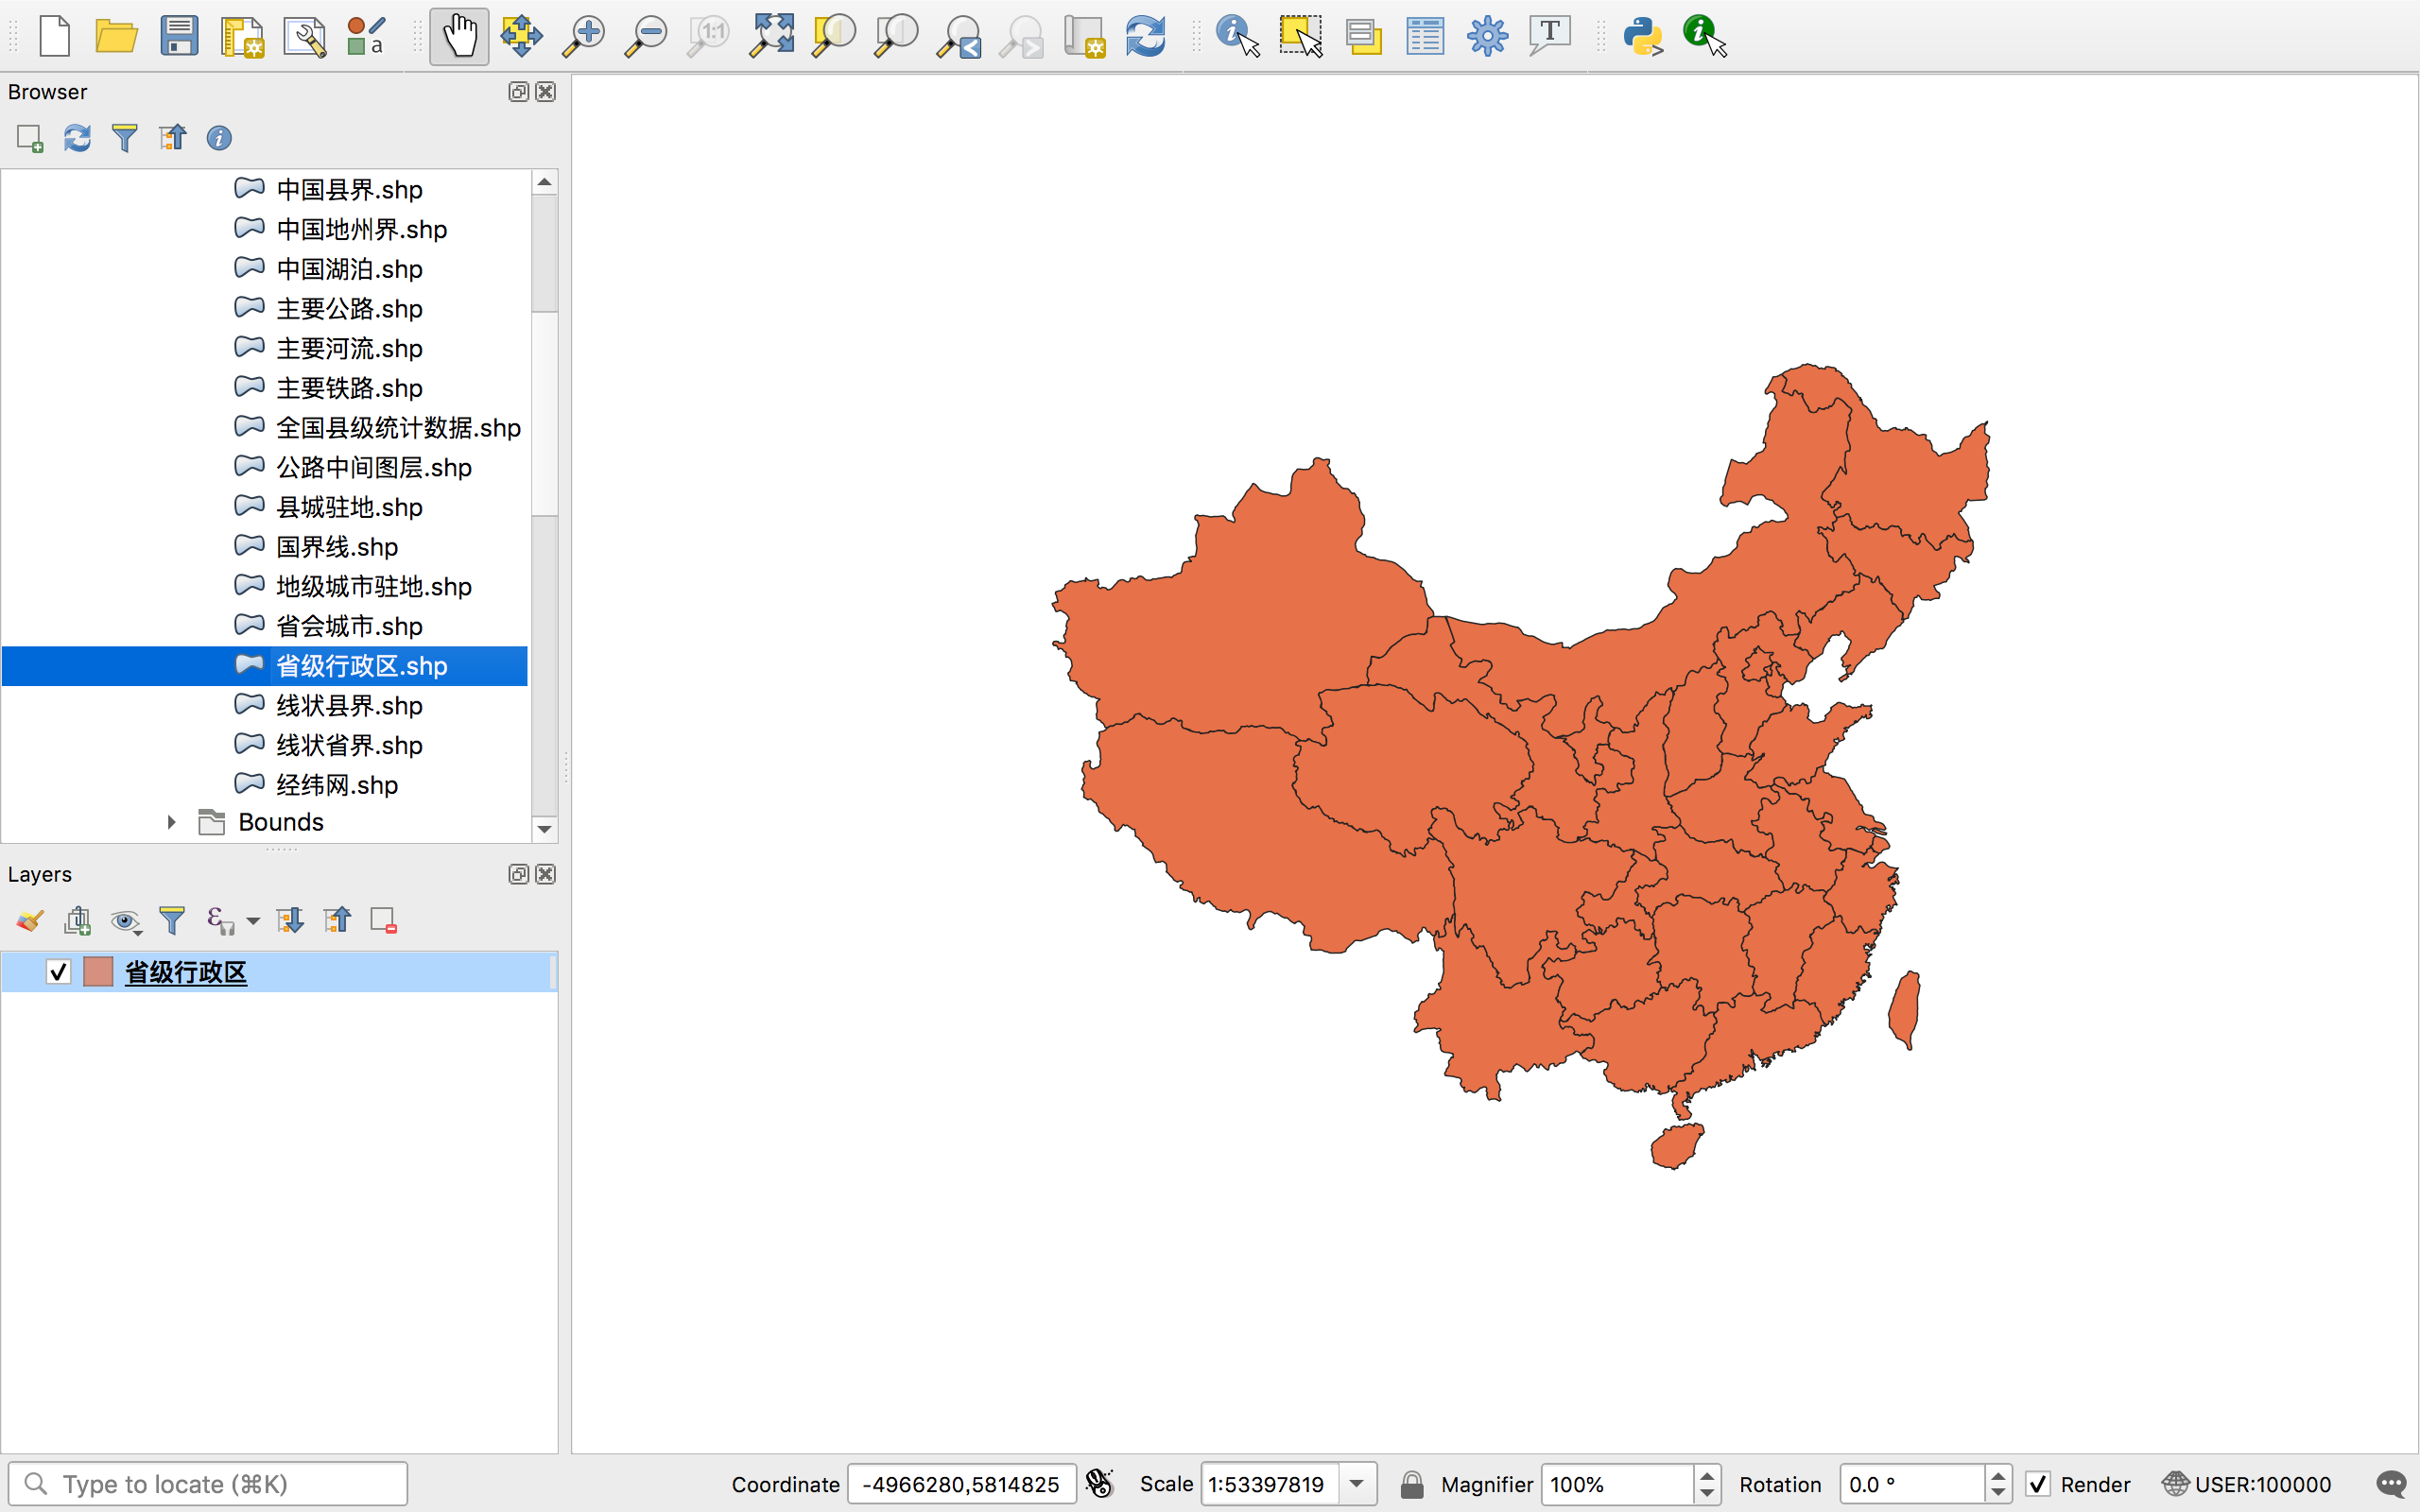 1:1
T
a
Browser
中国县界.shp
中国地州界.shp
中国湖泊.shp
主要公路.shp
主要河流.shp
主要铁路.shp
全国县级统计数据.shp
公路中间图层.shp
县城驻地.shp
国界线.shp
地级城市驻地.shp
省会城市.shp
省级行政区.shp
线状县界.shp
线状省界.shp
经纬网.shp
Bounds
Layers
省级行政区
Type to locate (⌘K)
Coordinate -4966280,5814825 Scale 1:53397819 Magnifier 100% Rotation 0.0 ° Render USER:100000